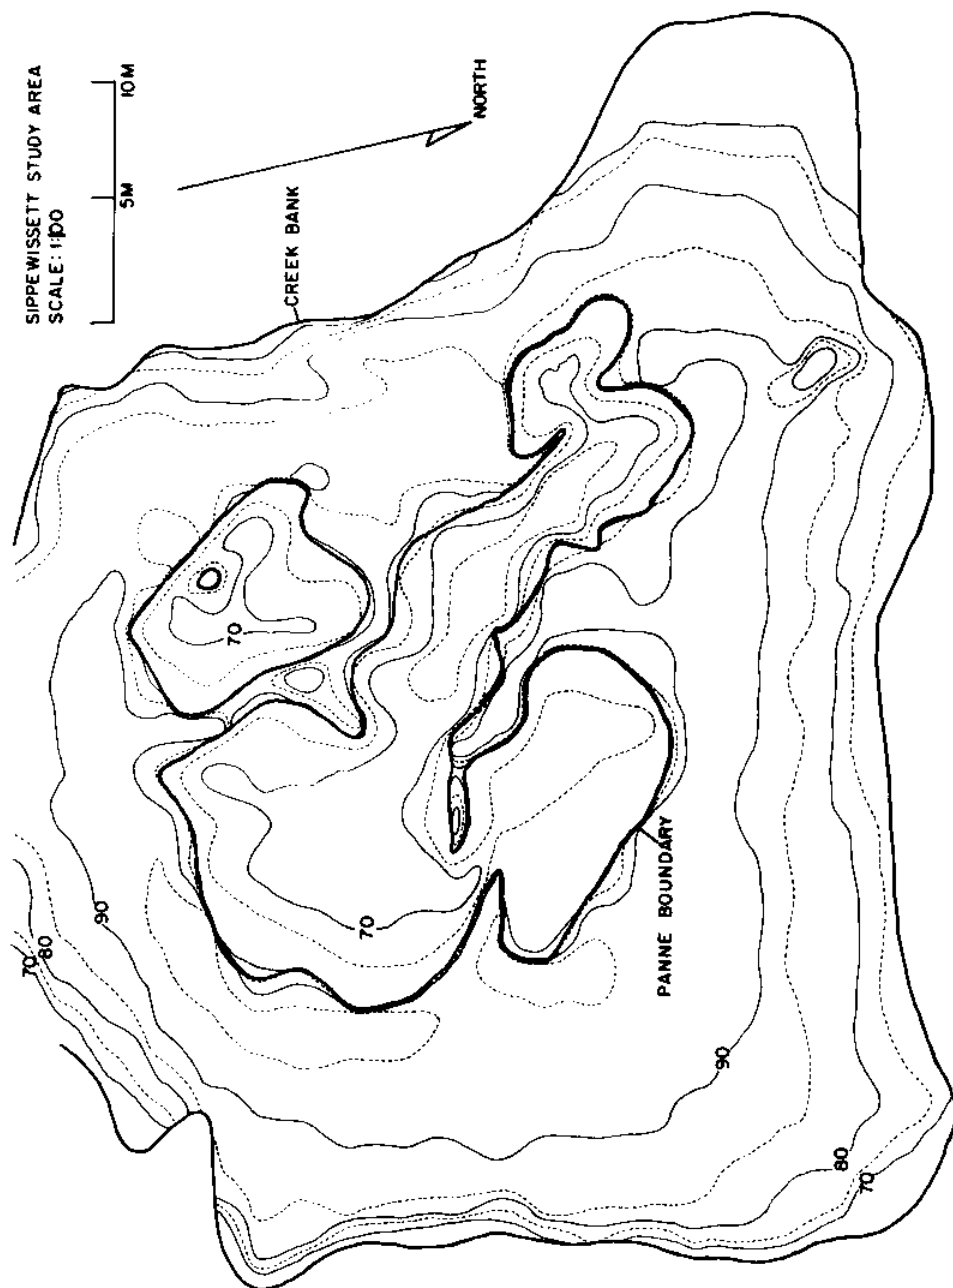 SIPPEWISSETT STUDY AREA
SCALE: 1:100
5M
10M
NORTH
CREEK BANK
70
70
PANNE BOUNDARY
70
80
90
90
80
70